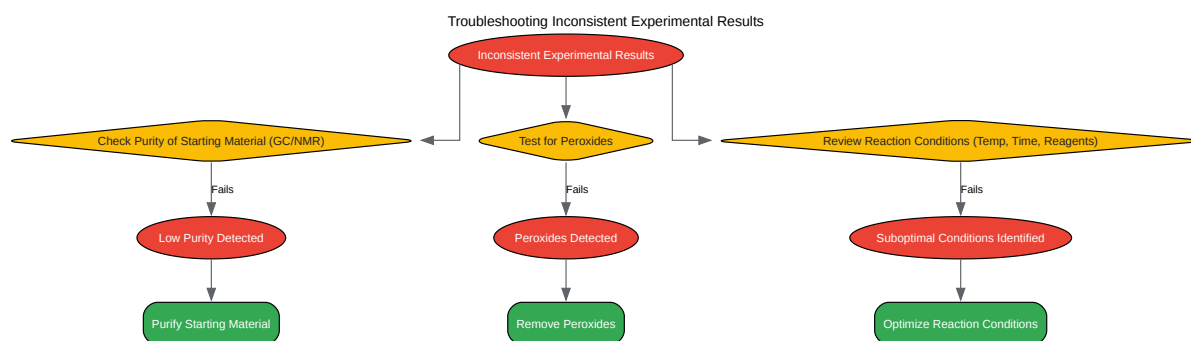 Troubleshooting Inconsistent Experimental Results
Inconsistent Experimental Results
Check Purity of Starting Material (GC/NMR)
Test for Peroxides
Review Reaction Conditions (Temp, Time, Reagents)
Fails
Fails
Fails
Low Purity Detected
Peroxides Detected
Suboptimal Conditions Identified
Purify Starting Material
Remove Peroxides
Optimize Reaction Conditions